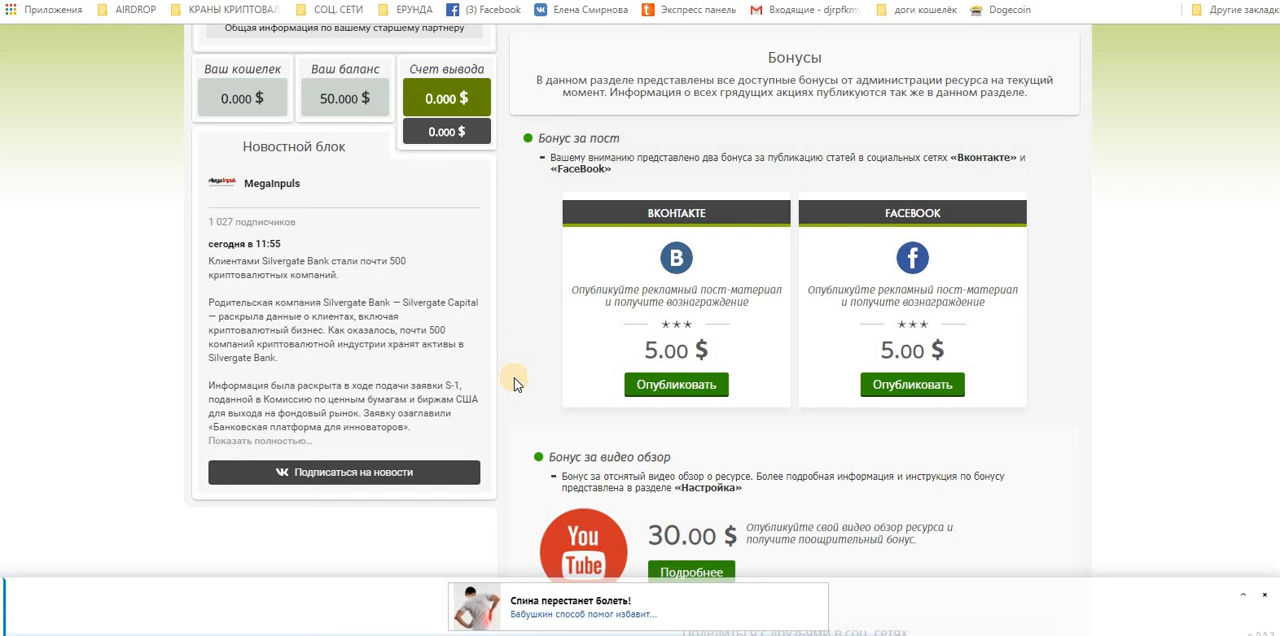 Приложения
AIRDROP
КРАНЫ КРИПТОВАЛ
СОЦ. СЕТИ
ЕРУНДА
(3) Facebook
Елена Смирнова
Экспресс панель
Входящие - djrpfkmy
доги кошелёк
Dogecoin
Другие закладк
Общая информация по вашему старшему партнеру
Ваш кошелек
0.000 $
Ваш баланс
50.000 $
Счет вывода
0.000 $
0.000 $
Новостной блок
MegaInpuls
MegaInpuls
1 027 подписчиков
сегодня в 11:55
Клиентами Silvergate Bank стали почти 500
криптовалютных компаний.
Родительская компания Silvergate Bank — Silvergate Capital
— раскрыла данные о клиентах, включая
криптовалютный бизнес. Как оказалось, почти 500
компаний криптовалютной индустрии хранят активы в
Silvergate Bank.
Информация была раскрыта в ходе подачи заявки S-1,
поданной в Комиссию по ценным бумагам и биржам США
для выхода на фондовый рынок. Заявку озаглавили
«Банковская платформа для инноваторов».
Показать полностью...
Подписаться на новости
Бонусы
В данном разделе представлены все доступные бонусы от администрации ресурса на текущий
момент. Информация о всех грядущих акциях публикуются так же в данном разделе.
Бонус за пост
Вашему вниманию представлено два бонуса за публикацию статей в социальных сетях «Вконтакте» и
«FaceBook»
ВКОНТАКТЕ
В
Опубликуйте рекламный пост-материал
и получите вознаграждение
5.00 $
Опубликовать
FACEBOOK
f
Опубликуйте рекламный пост-материал
и получите вознаграждение
5.00 $
Опубликовать
Бонус за видео обзор
Бонус за отснятый видео обзор о ресурсе. Более подробная информация и инструкция по бонусу
представлена в разделе «Настройка»
You
Tube
30.00 $
Опубликуйте свой видео обзор ресурса и
получите поощрительный бонус.
Подробнее
Спина перестанет болеть!
Бабушкин способ помог избавит...
Поделиться с друзьями в соц. сетях